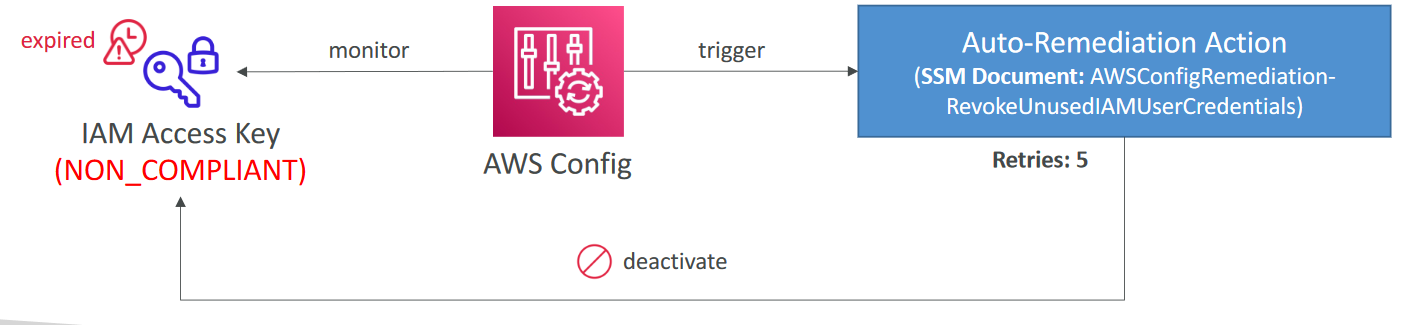 expired
monitor
trigger
IAM Access Key
(NON_COMPLIANT)
AWS Config
Auto-Remediation Action
(SSM Document: AWSConfigRemediation-
RevokeUnusedIAMUserCredentials)
Retries: 5
deactivate